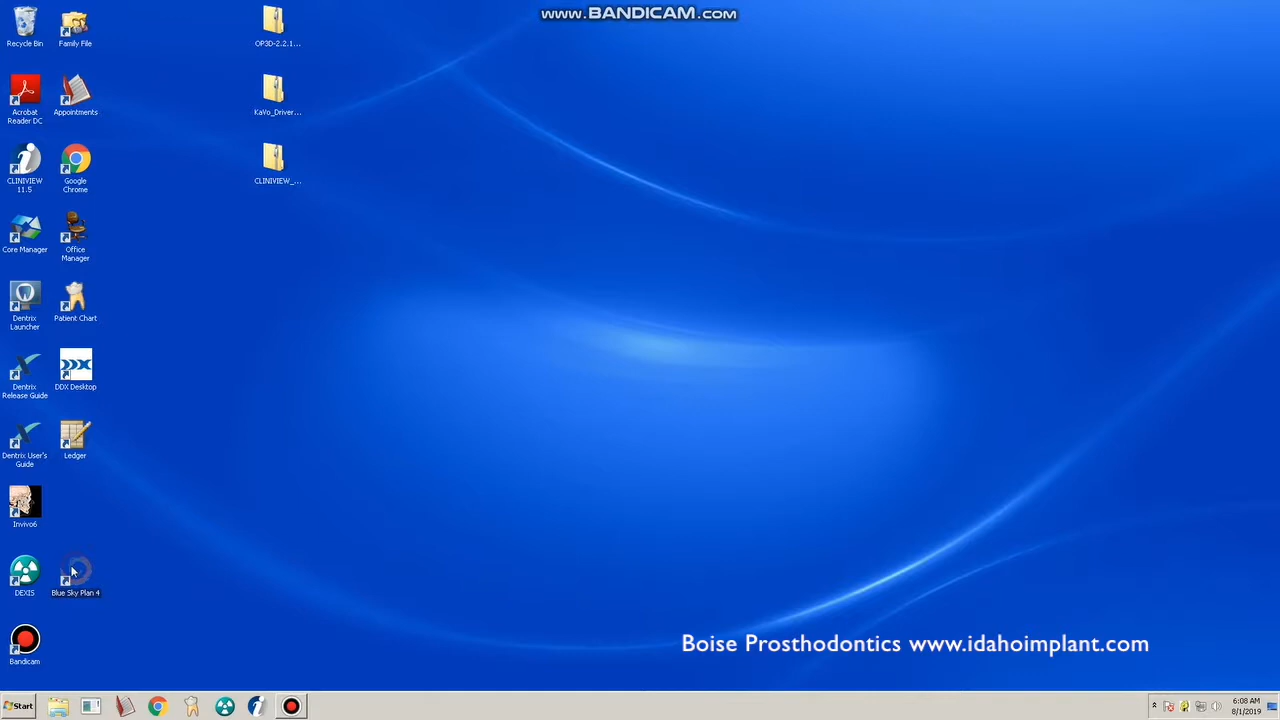 www.BANDICAM.com
Recycle Bin
Family File
OP3D-2.2.1...
Acrobat
Reader DC
Appointments
KaVo_Driver...
CLINIVIEW
11.5
Google
Chrome
CLINIVIEW_...
Core Manager
Office
Manager
Dentrix
Launcher
Patient Chart
Dentrix
Release Guide
DDX Desktop
Dentrix User's
Guide
Ledger
Invivo6
DEXIS
Blue Sky Plan 4
Bandicam
Boise Prosthodontics www.idahoimplant.com
Start
6:08 AM
8/1/2019